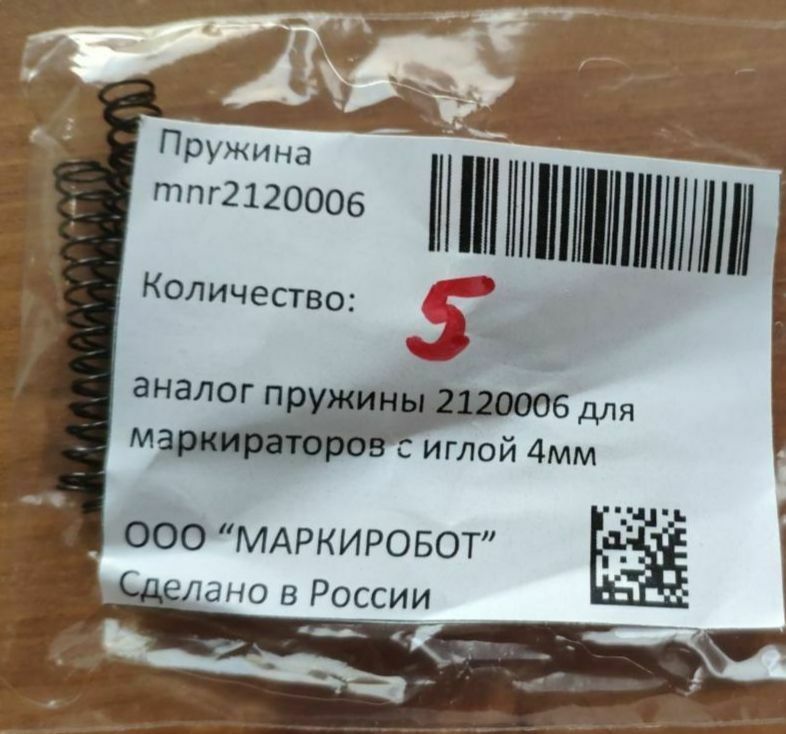 Пружина
mnr2120006
Количество: 5
аналог пружины 2120006 для
маркираторов с иглой 4мм
ООО “МАРКИРОБОТ”
Сделано в России